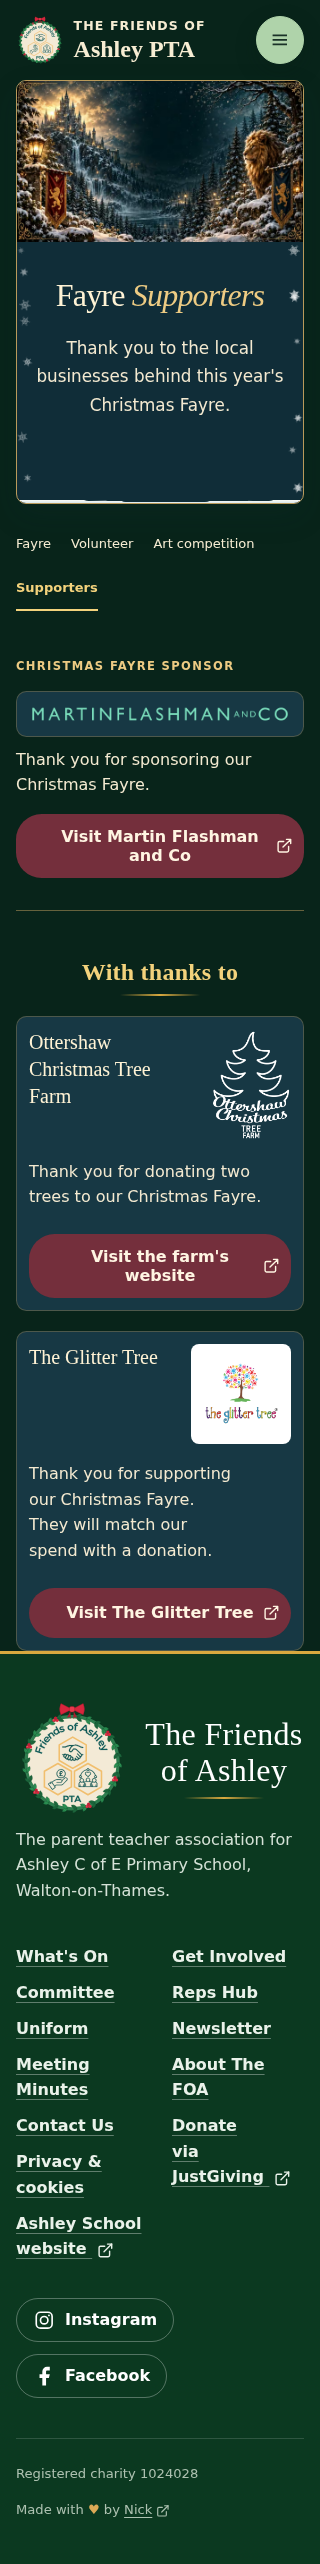 THE FRIENDS OF
Ashley PTA
Fayre Supporters
Thank you to the local
businesses behind this year's
Christmas Fayre.
Fayre Volunteer Art competition
Supporters
CHRISTMAS FAYRE SPONSOR
MARTINFLASHMANANDCO
Thank you for sponsoring our
Christmas Fayre.
Visit Martin Flashman
and Co
With thanks to
Ottershaw
Christmas Tree
Farm
Ottershaw
Christmas
TREE
FARM
Thank you for donating two
trees to our Christmas Fayre.
Visit the farm's
website
The Glitter Tree
the glitter tree
Thank you for supporting
our Christmas Fayre.
They will match our
spend with a donation.
Visit The Glitter Tree
Friends of Ashley
PTA
The Friends
of Ashley
The parent teacher association for
Ashley C of E Primary School,
Walton-on-Thames.
What's On
Committee
Uniform
Meeting
Minutes
Contact Us
Privacy &
cookies
Ashley School
website
Get Involved
Reps Hub
Newsletter
About The
FOA
Donate
via
JustGiving
Instagram
Facebook
Registered charity 1024028
Made with ♥ by Nick